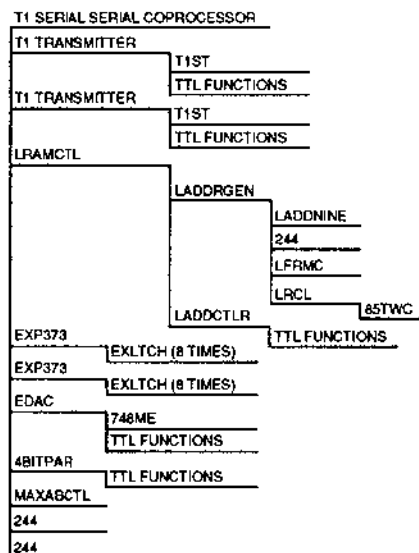 T1 SERIAL SERIAL COPROCESSOR
T1 TRANSMITTER
T1ST
TTL FUNCTIONS
T1 TRANSMITTER
T1ST
TTL FUNCTIONS
LRAMCTL
LADDRGEN
LADDNINE
244
LFRMC
LRCL
85TWC
LADDCTLR
TTL FUNCTIONS
EXP373
EXLTCH (8 TIMES)
EXP373
EXLTCH (8 TIMES)
EDAC
748ME
TTL FUNCTIONS
4BITPAR
TTL FUNCTIONS
MAXABCTL
244
244